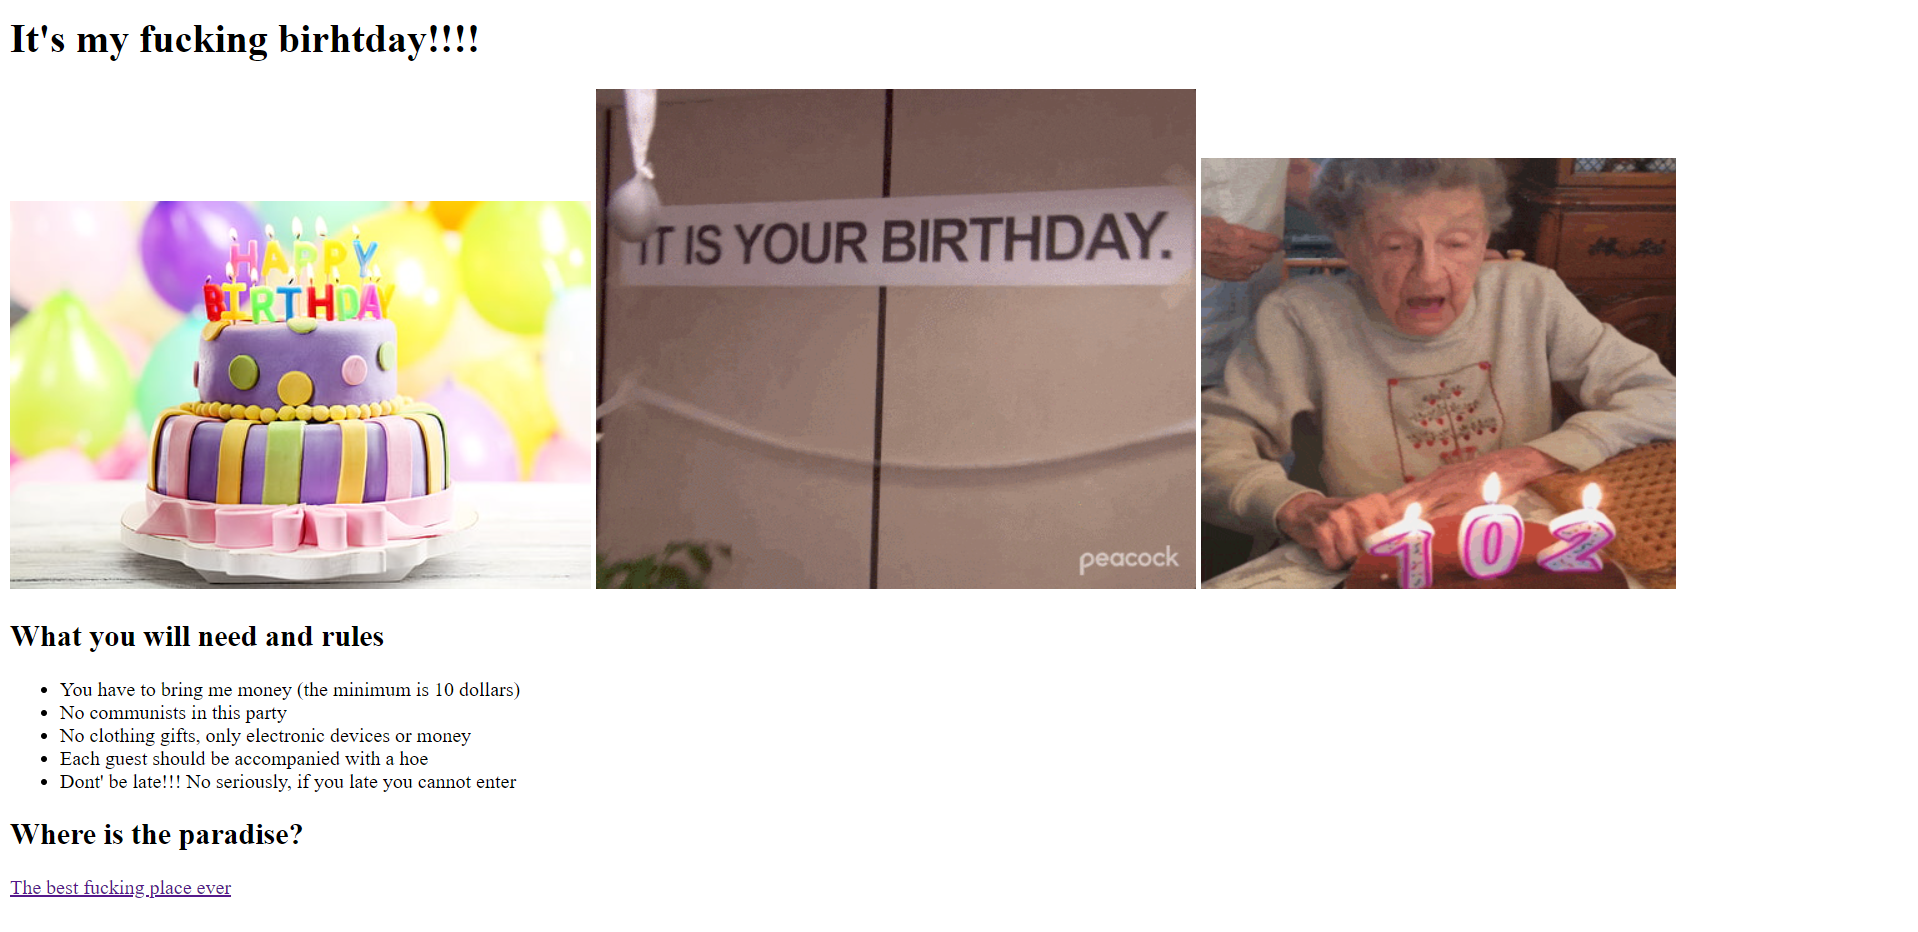 It's my fucking birhtday!!!!
HAPPY
BIRTHDAY
IT IS YOUR BIRTHDAY.
peacock
102
What you will need and rules
You have to bring me money (the minimum is 10 dollars)
No communists in this party
No clothing gifts, only electronic devices or money
Each guest should be accompanied with a hoe
Dont' be late!!! No seriously, if you late you cannot enter
Where is the paradise?
The best fucking place ever